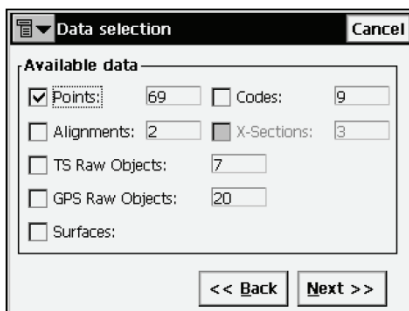 Data selection Cancel
Available data
Points: 69 Codes: 9
Alignments: 2 X-Sections: 3
TS Raw Objects: 7
GPS Raw Objects: 20
Surfaces:
<< Back Next >>